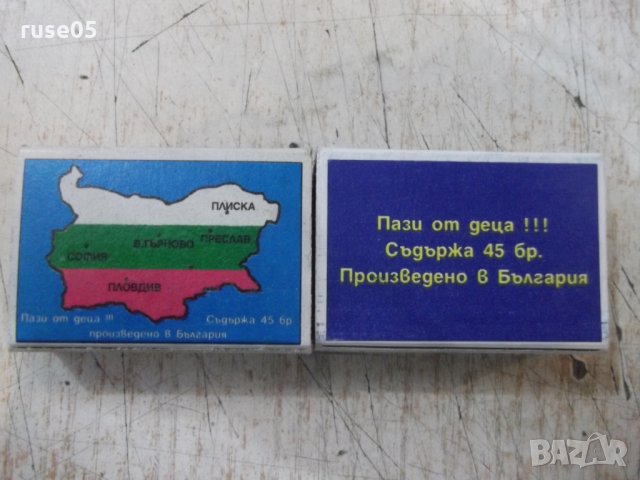 ruse05
ПЛИСКА
В.ТЪРНОВО ПРЕСЛАВ
СОФИЯ
ПЛОВДИВ
Пази от деца !!! Съдържа 45 бр
произведено в България
Пази от деца !!!
Съдържа 45 бр.
Произведено в България
BAZAR